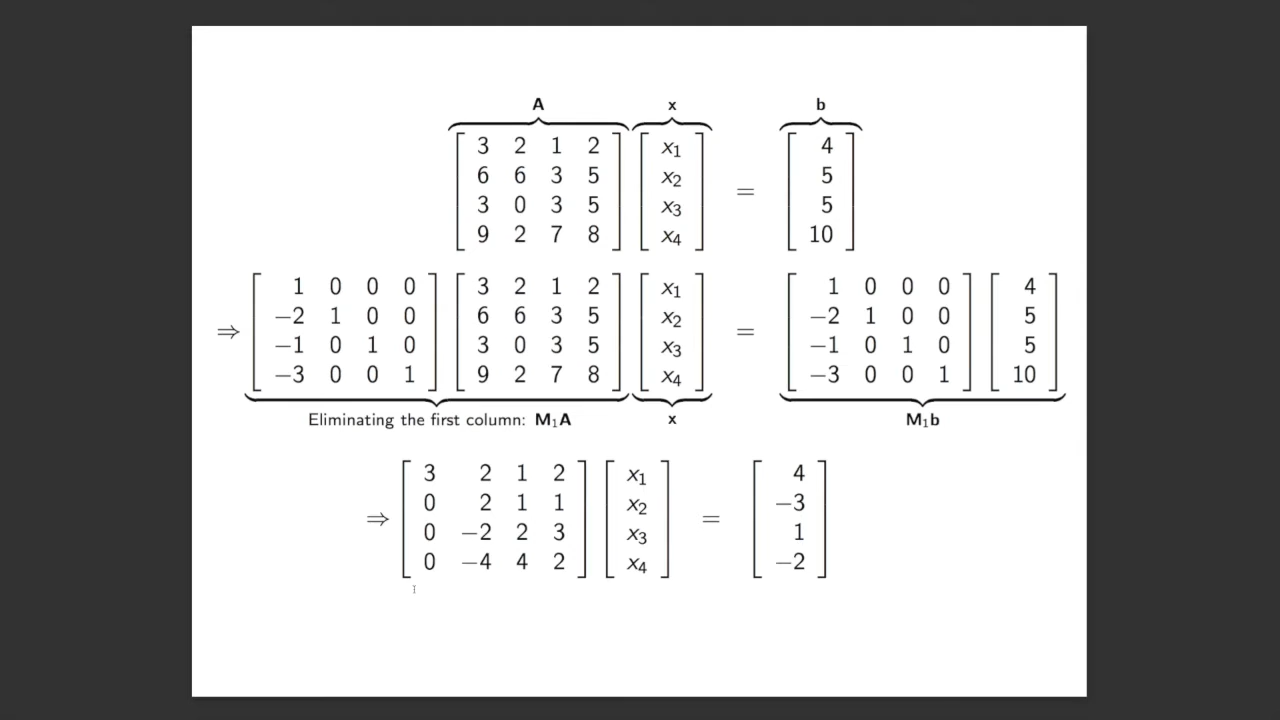 A x b
3 2 1 2 x1 4
6 6 3 5 x2 5
3 0 3 5 x3 = 5
9 2 7 8 x4 10
1 0 0 0 3 2 1 2 x1 1 0 0 0 4
−2 1 0 0 6 6 3 5 x2 −2 1 0 0 5
⇒ −1 0 1 0 3 0 3 5 x3 = −1 0 1 0 5
−3 0 0 1 9 2 7 8 x4 −3 0 0 1 10
Eliminating the first column: M1A x M1b
3 2 1 2 x1 4
0 2 1 1 x2 −3
⇒ 0 −2 2 3 x3 = 1
0 −4 4 2 x4 −2